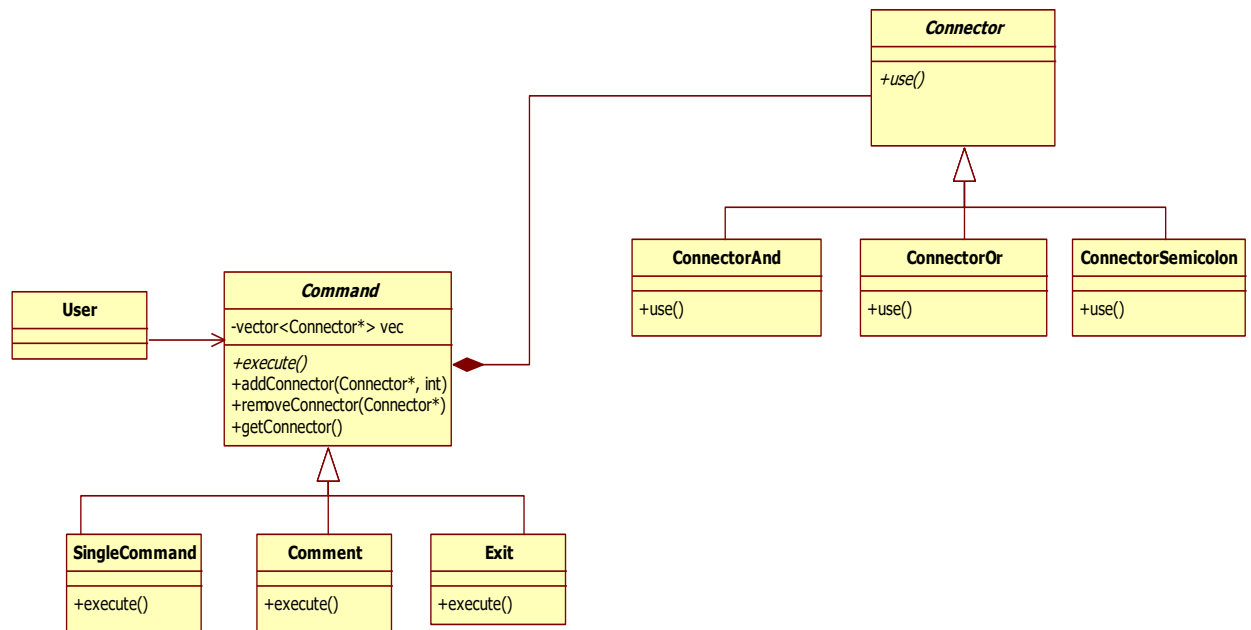 Connector
+use()
ConnectorAnd
+use()
ConnectorOr
+use()
ConnectorSemicolon
+use()
User
Command
-vector<Connector*> vec
+execute()
+addConnector(Connector*, int)
+removeConnector(Connector*)
+getConnector()
SingleCommand
+execute()
Comment
+execute()
Exit
+execute()